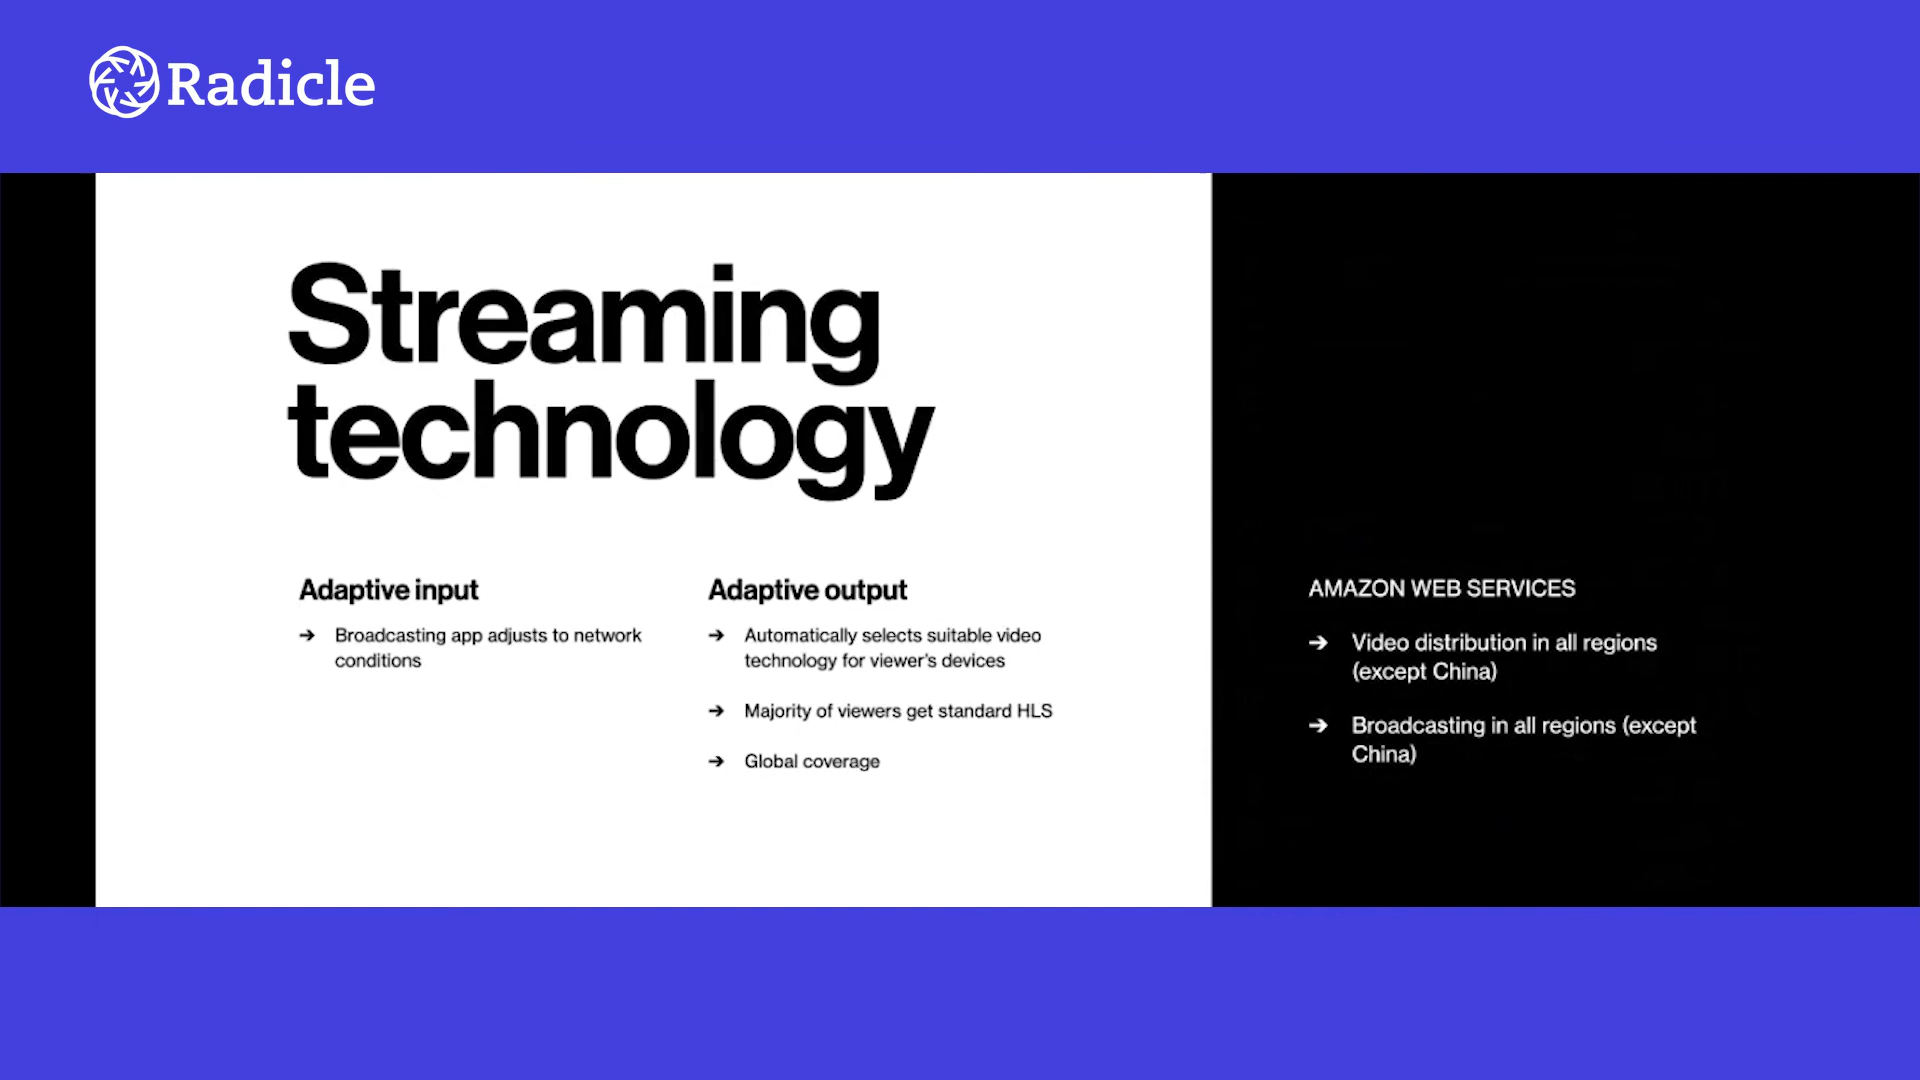 Radicle
Streaming
technology
Adaptive input
→ Broadcasting app adjusts to network
conditions
Adaptive output
→ Automatically selects suitable video
technology for viewer's devices
→ Majority of viewers get standard HLS
→ Global coverage
AMAZON WEB SERVICES
→ Video distribution in all regions
(except China)
→ Broadcasting in all regions (except
China)